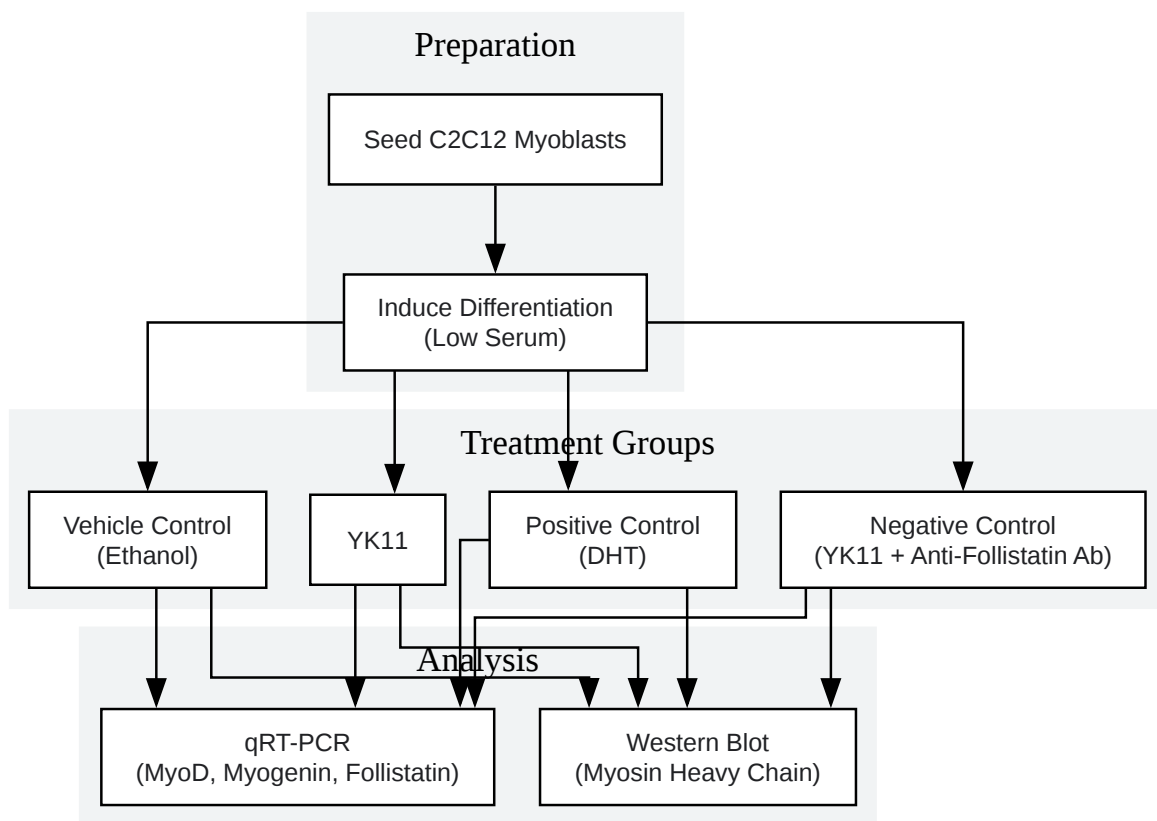 Preparation
Seed C2C12 Myoblasts
Induce Differentiation
(Low Serum)
Treatment Groups
Vehicle Control
(Ethanol)
YK11
Positive Control
(DHT)
Negative Control
(YK11 + Anti-Follistatin Ab)
Analysis
qRT-PCR
(MyoD, Myogenin, Follistatin)
Western Blot
(Myosin Heavy Chain)